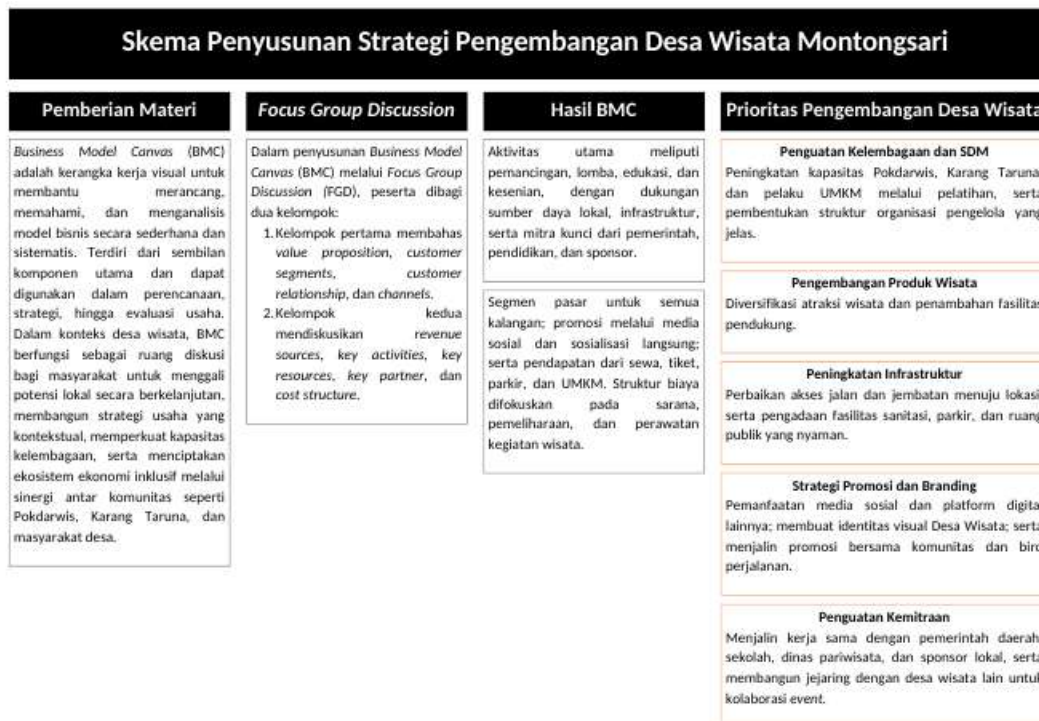 Skema Penyusunan Strategi Pengembangan Desa Wisata Montongsari
Pemberian Materi
Business Model Canvas (BMC)
adalah kerangka kerja visual untuk
membantu merancang,
memahami, dan menganalisis
model bisnis secara sederhana dan
sistematis. Terdiri dari sembilan
komponen utama dan dapat
digunakan dalam perencanaan,
strategi, hingga evaluasi usaha.
Dalam konteks desa wisata, BMC
berfungsi sebagai ruang diskusi
bagi masyarakat untuk menggali
potensi lokal secara berkelanjutan,
membangun strategi usaha yang
kontekstual, memperkuat kapasitas
kelembagaan, serta menciptakan
ekosistem ekonomi inklusif melalui
sinergi antar komunitas seperti
Pokdarwis, Karang Taruna, dan
masyarakat desa.
Focus Group Discussion
Dalam penyusunan Business Model
Canvas (BMC) melalui Focus Group
Discussion (FGD), peserta dibagi
dua kelompok:
1. Kelompok pertama membahas
value proposition, customer
segments, customer
relationship, dan channels.
2. Kelompok kedua
mendiskusikan revenue
sources, key activities, key
resources, key partner, dan
cost structure.
Hasil BMC
Aktivitas utama meliputi
pemancingan, lomba, edukasi, dan
kesenian, dengan dukungan
sumber daya lokal, infrastruktur,
serta mitra kunci dari pemerintah,
pendidikan, dan sponsor.
Segmen pasar untuk semua
kalangan; promosi melalui media
sosial dan sosialisasi langsung;
serta pendapatan dari sewa, tiket,
parkir, dan UMKM. Struktur biaya
difokuskan pada sarana,
pemeliharaan, dan perawatan
kegiatan wisata.
Prioritas Pengembangan Desa Wisata
Penguatan Kelembagaan dan SDM
Peningkatan kapasitas Pokdarwis, Karang Taruna,
dan pelaku UMKM melalui pelatihan, serta
pembentukan struktur organisasi pengelola yang
jelas.
Pengembangan Produk Wisata
Diversifikasi atraksi wisata dan penambahan fasilitas
pendukung.
Peningkatan Infrastruktur
Perbaikan akses jalan dan jembatan menuju lokasi
serta pengadaan fasilitas sanitasi, parkir, dan ruang
publik yang nyaman.
Strategi Promosi dan Branding
Pemanfaatan media sosial dan platform digital
lainnya; membuat identitas visual Desa Wisata; serta
menjalin promosi bersama komunitas dan biro
perjalanan.
Penguatan Kemitraan
Menjalin kerja sama dengan pemerintah daerah,
sekolah, dinas pariwisata, dan sponsor lokal, serta
membangun jejaring dengan desa wisata lain untuk
kolaborasi event.